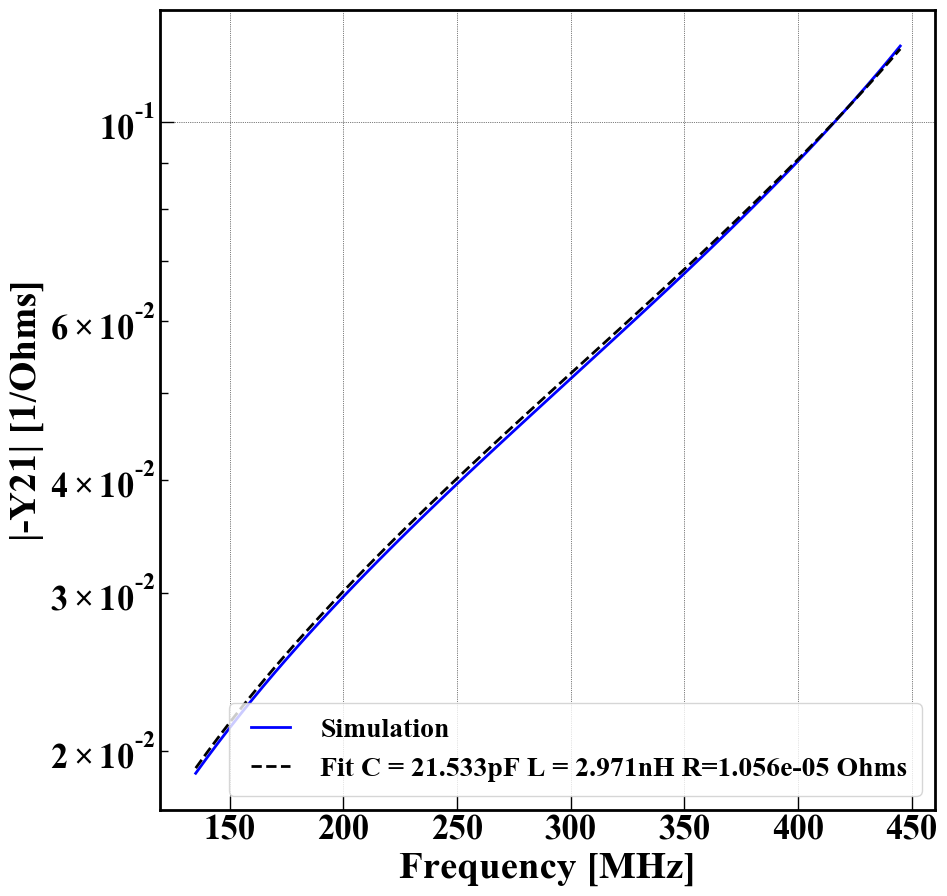 |-Y21| [1/Ohms]
10⁻¹
6×10⁻²
4×10⁻²
3×10⁻²
2×10⁻²
Simulation
Fit C = 21.533pF L = 2.971nH R=1.056e-05 Ohms
150 200 250 300 350 400 450
Frequency [MHz]